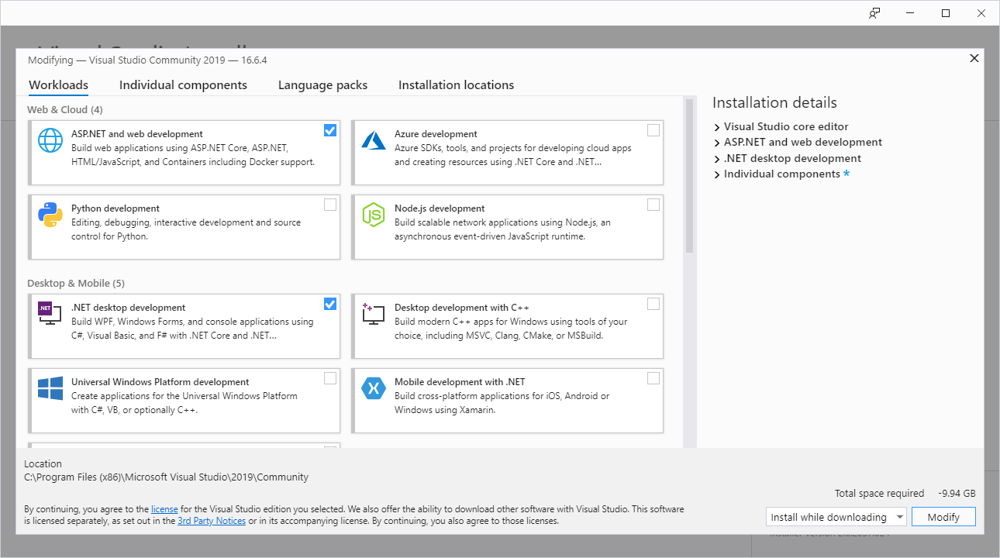 Modifying — Visual Studio Community 2019 — 16.6.4
Workloads Individual components Language packs Installation locations
Web & Cloud (4)
ASP.NET and web development
Build web applications using ASP.NET Core, ASP.NET,
HTML/JavaScript, and Containers including Docker support.
Azure development
Azure SDKs, tools, and projects for developing cloud apps
and creating resources using .NET Core and .NET...
Python development
Editing, debugging, interactive development and source
control for Python.
Node.js development
Build scalable network applications using Node.js, an
asynchronous event-driven JavaScript runtime.
Desktop & Mobile (5)
.NET
.NET desktop development
Build WPF, Windows Forms, and console applications using
C#, Visual Basic, and F# with .NET Core and .NET...
Desktop development with C++
Build modern C++ apps for Windows using tools of your
choice, including MSVC, Clang, CMake, or MSBuild.
Universal Windows Platform development
Create applications for the Universal Windows Platform
with C#, VB, or optionally C++.
Mobile development with .NET
Build cross-platform applications for iOS, Android or
Windows using Xamarin.
Installation details
Visual Studio core editor
ASP.NET and web development
.NET desktop development
Individual components *
Location
C:\Program Files (x86)\Microsoft Visual Studio\2019\Community
Total space required -9.94 GB
By continuing, you agree to the license for the Visual Studio edition you selected. We also offer the ability to download other software with Visual Studio. This software
is licensed separately, as set out in the 3rd Party Notices or in its accompanying license. By continuing, you also agree to those licenses.
Install while downloading
Modify